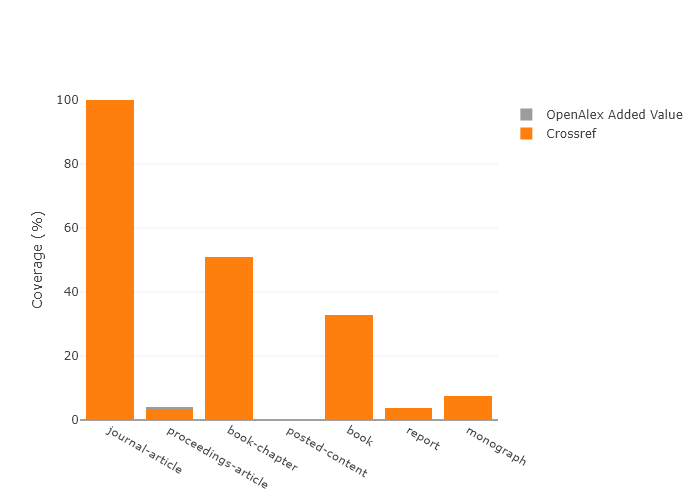 OpenAlex Added Value
Crossref
Coverage (%)
100
80
60
40
20
0
journal-article
proceedings-article
book-chapter
posted-content
book
report
monograph